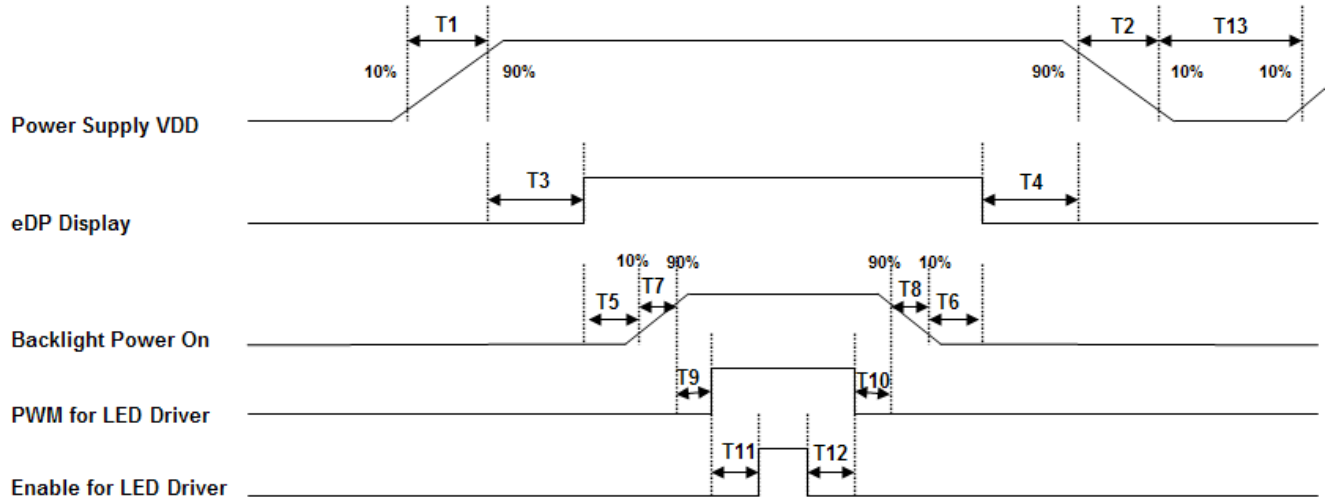 T1 T2 T13
10% 90% 90% 10% 10%
Power Supply VDD
T3 T4
eDP Display
10% 90% 90% 10%
T5 T7 T8 T6
Backlight Power On
T9 T10
PWM for LED Driver
T11 T12
Enable for LED Driver